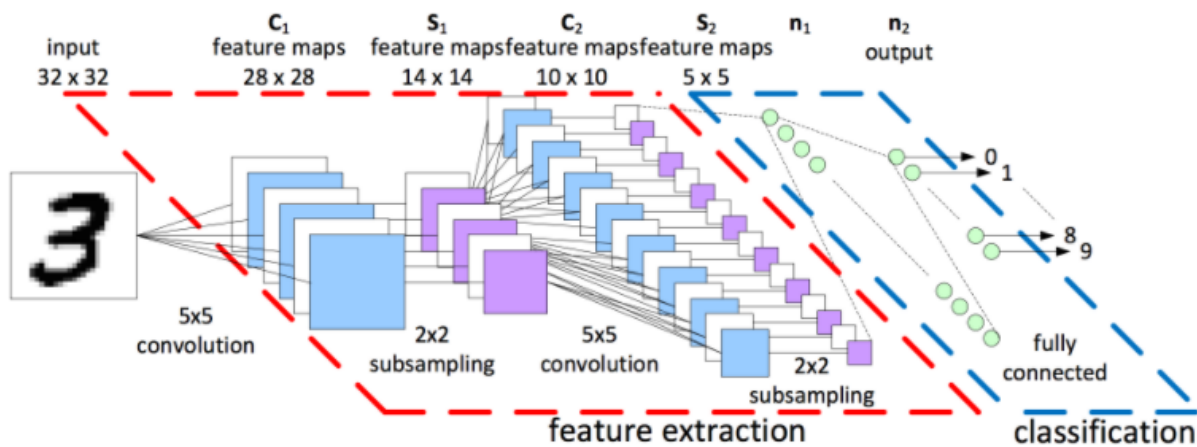 C₁
S₁
C₂
S₂
n₁
n₂
input
feature maps
feature maps
feature maps
feature maps
output
32 x 32
28 x 28
14 x 14
10 x 10
5 x 5
0
1
8
9
5x5
convolution
2x2
subsampling
5x5
convolution
2x2
subsampling
fully
connected
feature extraction
classification
3